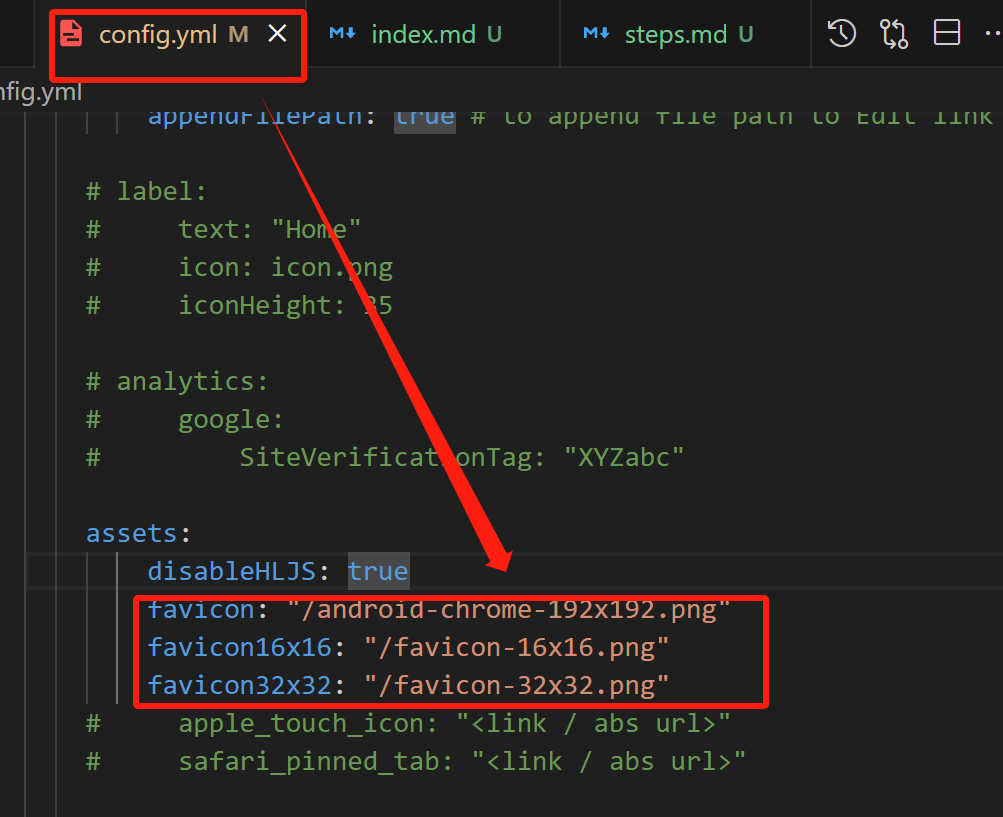 config.yml M
index.md U
steps.md U
nfig.yml
appendFilePath: true # to append file path to Edit link
# label:
#     text: "Home"
#     icon: icon.png
#     iconHeight: 35
# analytics:
#     google:
#         SiteVerificationTag: "XYZabc"
assets:
disableHLJS: true
favicon: "/android-chrome-192x192.png"
favicon16x16: "/favicon-16x16.png"
favicon32x32: "/favicon-32x32.png"
#     apple_touch_icon: "<link / abs url>"
#     safari_pinned_tab: "<link / abs url>"